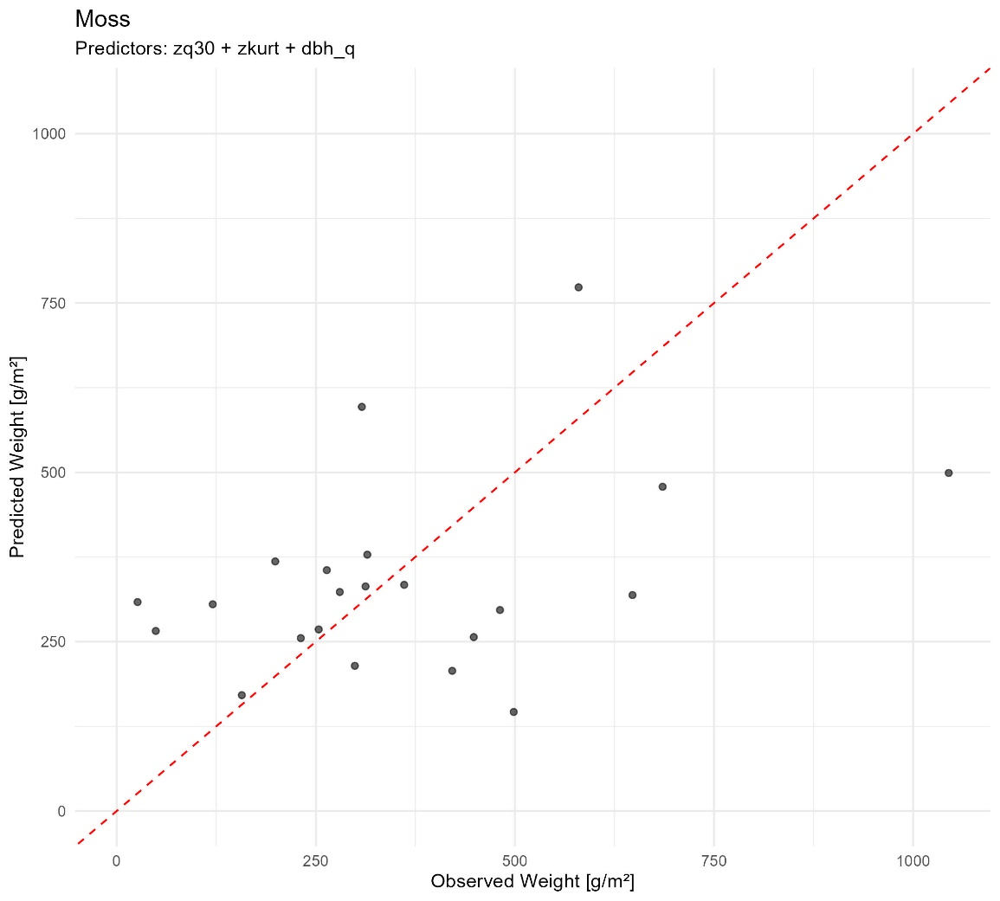 Moss
Predictors: zq30 + zkurt + dbh_q
Predicted Weight [g/m²]
1000
750
500
250
0
0 250 500 750 1000
Observed Weight [g/m²]